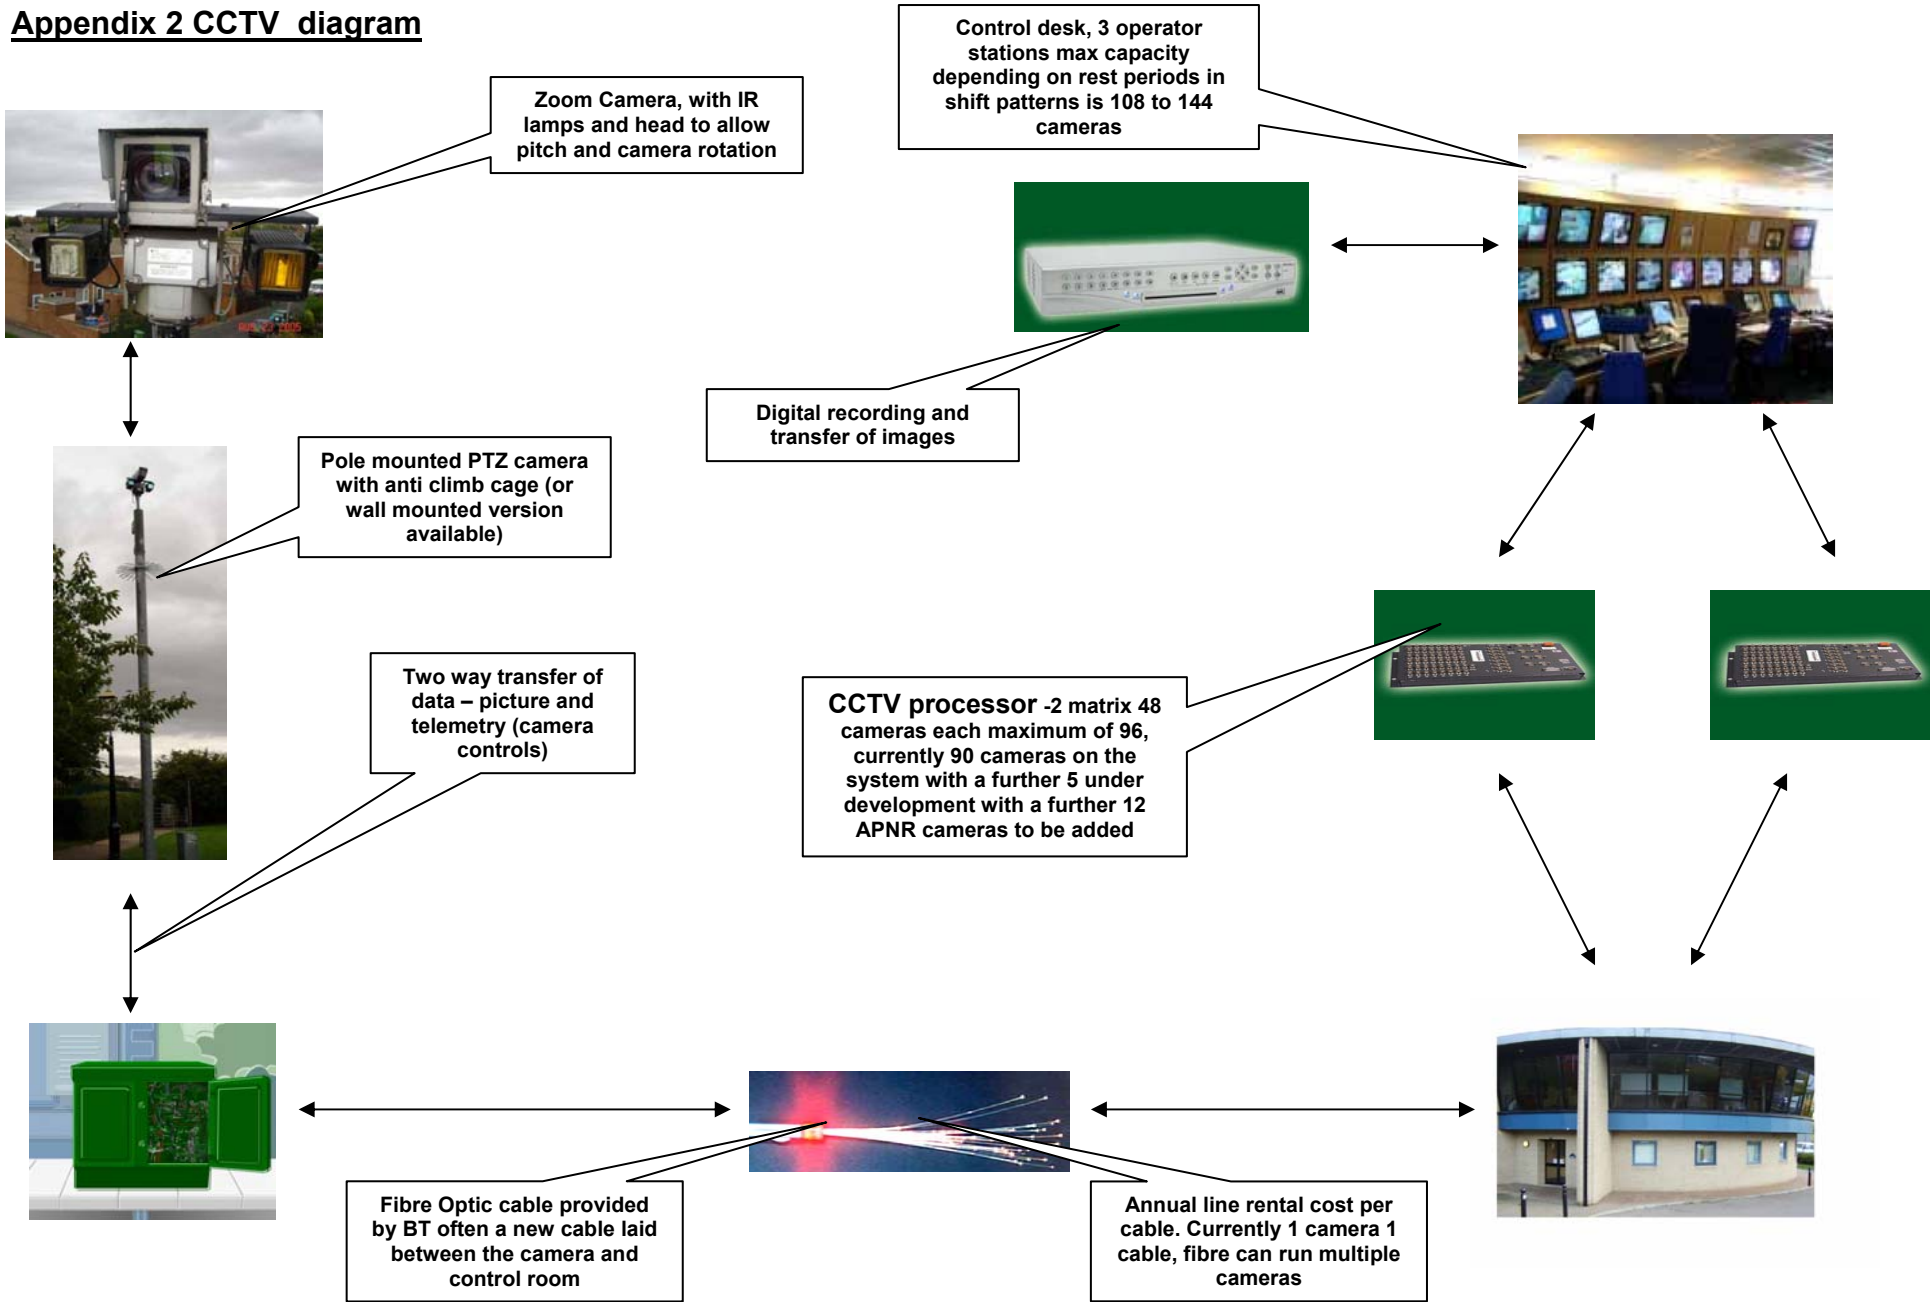 Appendix 2 CCTV  diagram
Zoom Camera, with IR
lamps and head to allow
pitch and camera rotation
Control desk, 3 operator
stations max capacity
depending on rest periods in
shift patterns is 108 to 144
cameras
Digital recording and
transfer of images
Pole mounted PTZ camera
with anti climb cage (or
wall mounted version
available)
Two way transfer of
data – picture and
telemetry (camera
controls)
CCTV processor -2 matrix 48
cameras each maximum of 96,
currently 90 cameras on the
system with a further 5 under
development with a further 12
APNR cameras to be added
Fibre Optic cable provided
by BT often a new cable laid
between the camera and
control room
Annual line rental cost per
cable. Currently 1 camera 1
cable, fibre can run multiple
cameras